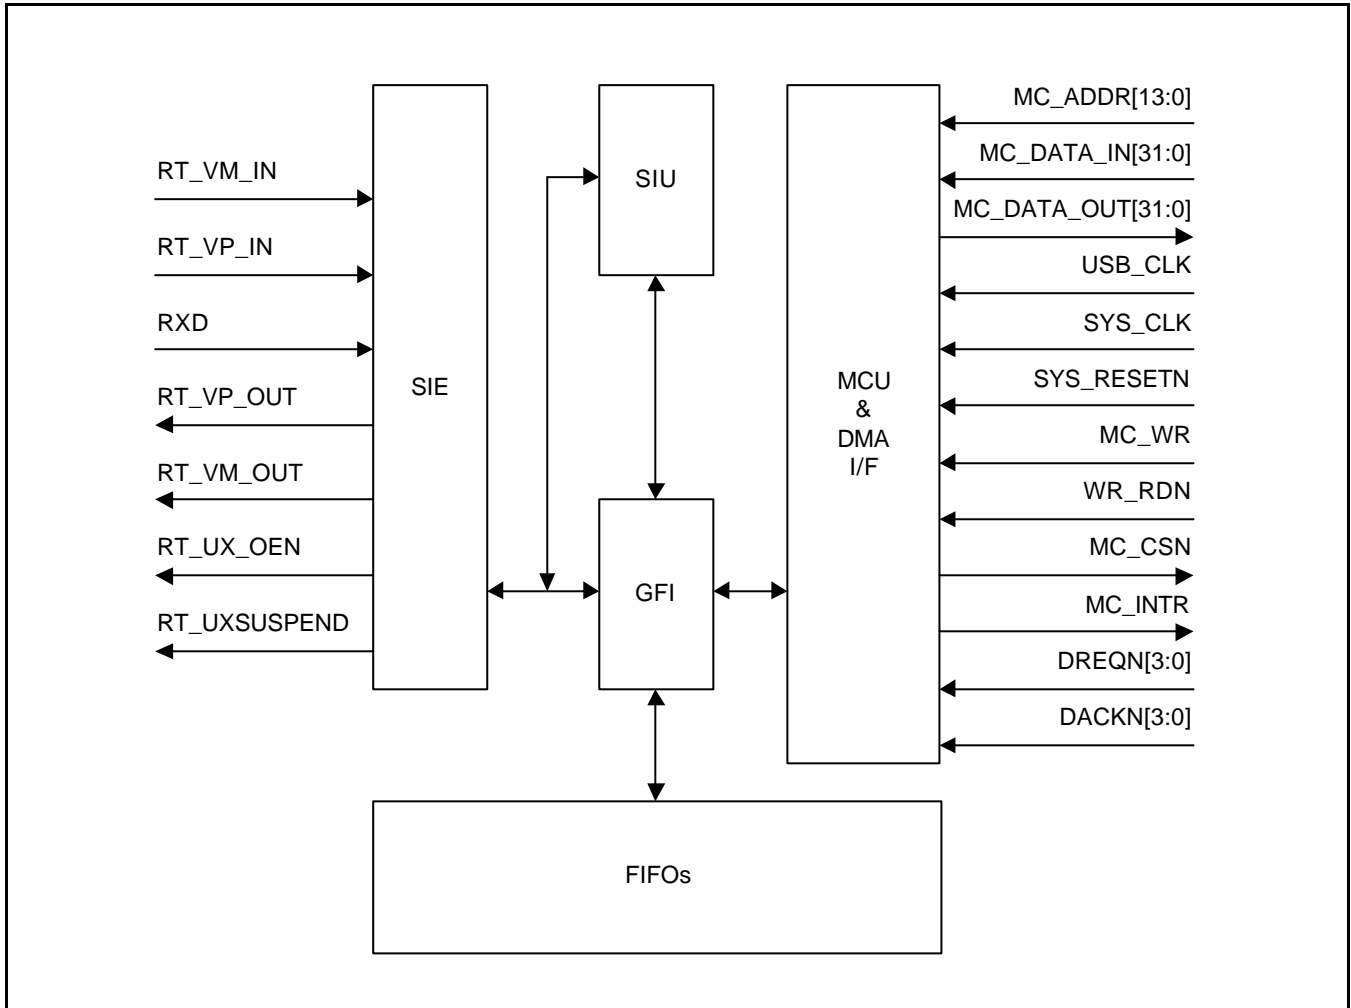 RT_VM_IN
RT_VP_IN
RXD
RT_VP_OUT
RT_VM_OUT
RT_UX_OEN
RT_UXSUSPEND
SIE
SIU
GFI
FIFOs
MCU
&
DMA
I/F
MC_ADDR[13:0]
MC_DATA_IN[31:0]
MC_DATA_OUT[31:0]
USB_CLK
SYS_CLK
SYS_RESETN
MC_WR
WR_RDN
MC_CSN
MC_INTR
DREQN[3:0]
DACKN[3:0]